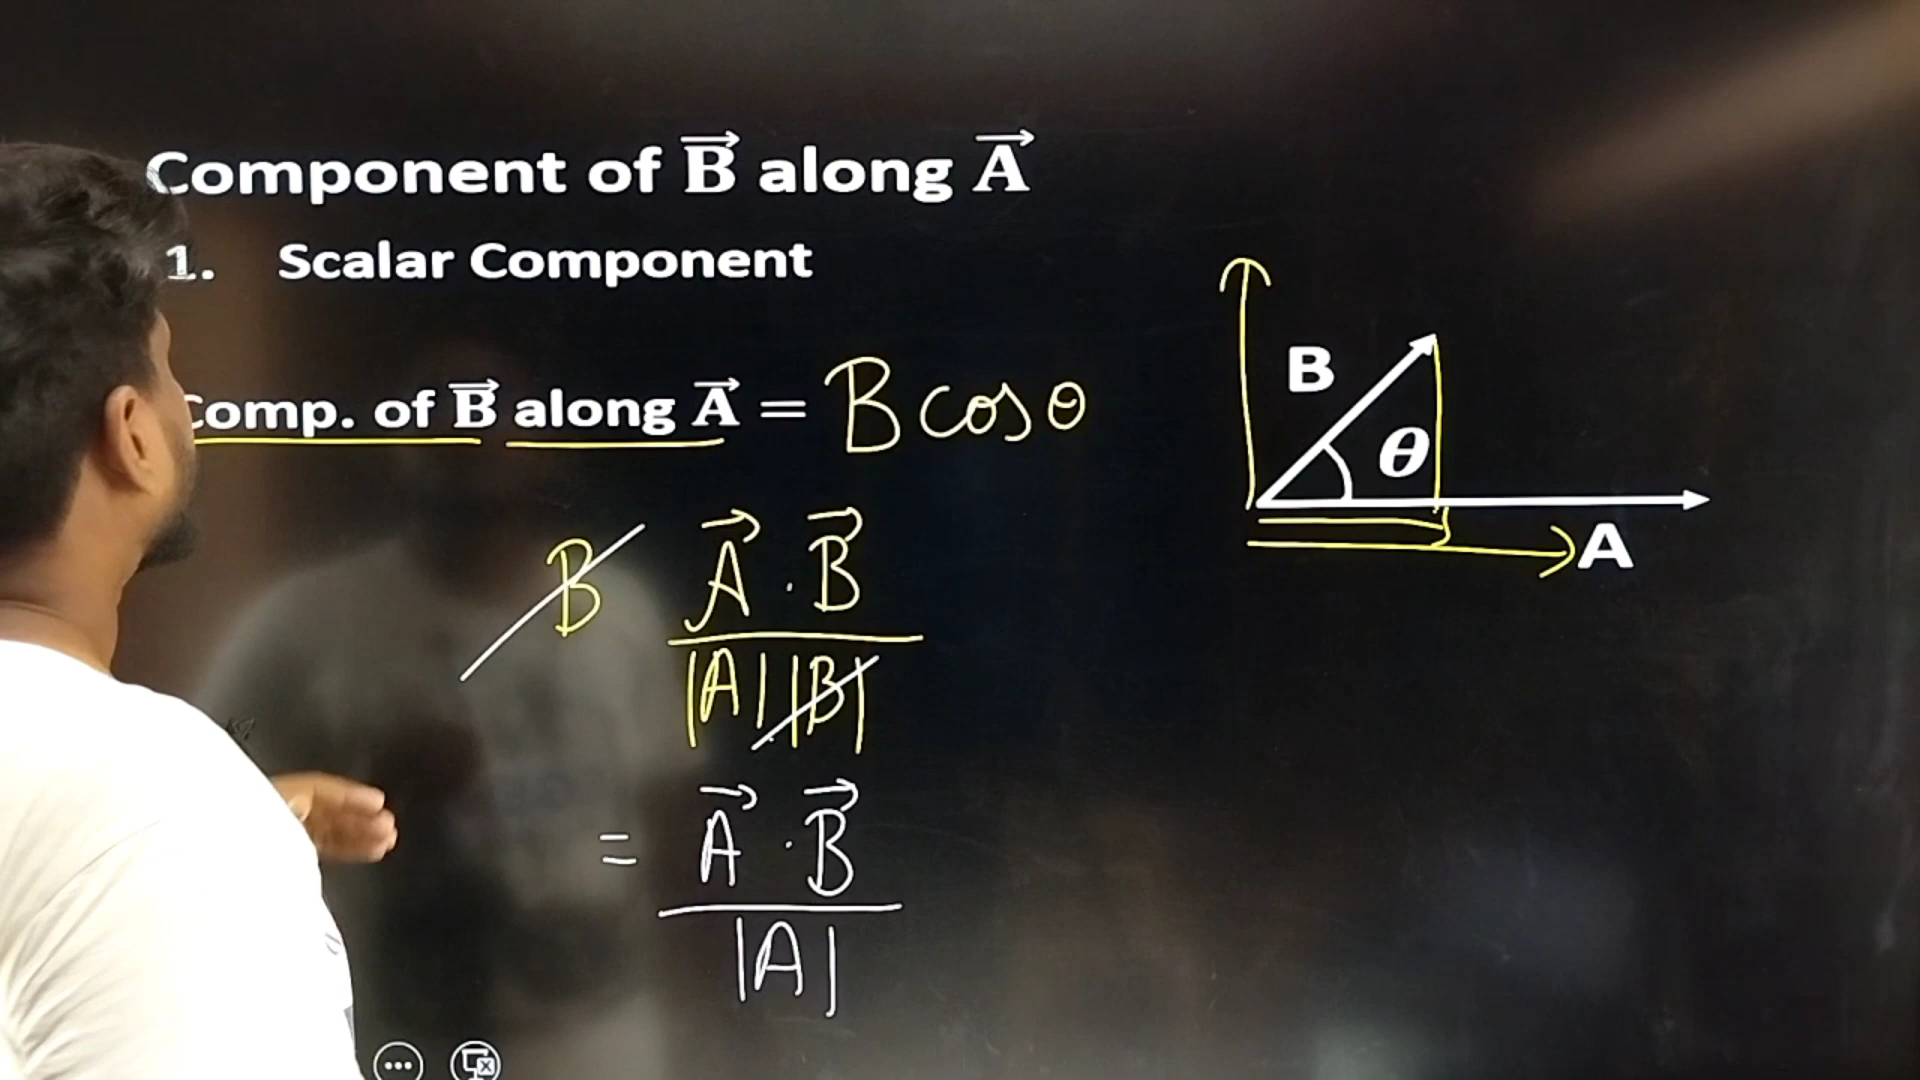 Component of B⃗ along A⃗
1. Scalar Component
Comp. of B⃗ along A⃗ = B cos θ
B A⃗ . B⃗
|A| |B|
= A⃗ . B⃗
|A|
B
θ
A